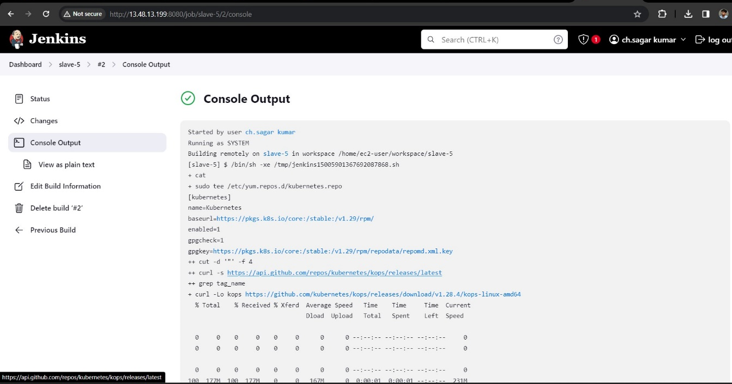 Not secure http://13.48.13.199:8080/job/slave-5/2/console
Jenkins
Search (CTRL+K)
1
ch.sagar kumar
log ou
Dashboard > slave-5 > #2 > Console Output
Status
Changes
Console Output
View as plain text
Edit Build Information
Delete build '#2'
Previous Build
Console Output
Started by user ch.sagar kumar
Running as SYSTEM
Building remotely on slave-5 in workspace /home/ec2-user/workspace/slave-5
[slave-5] $ /bin/sh -xe /tmp/jenkins15005901367692087868.sh
+ cat
+ sudo tee /etc/yum.repos.d/kubernetes.repo
[kubernetes]
name=Kubernetes
baseurl=https://pkgs.k8s.io/core:/stable:/v1.29/rpm/
enabled=1
gpgcheck=1
gpgkey=https://pkgs.k8s.io/core:/stable:/v1.29/rpm/repodata/repomd.xml.key
++ cut -d '"' -f 4
++ curl -s https://api.github.com/repos/kubernetes/kops/releases/latest
++ grep tag_name
+ curl -Lo kops https://github.com/kubernetes/kops/releases/download/v1.28.4/kops-linux-amd64
% Total % Received % Xferd Average Speed Time Time Time Current
Dload Upload Total Spent Left Speed
0 0 0 0 0 0 0 0 --:--:-- --:--:-- --:--:-- 0
0 0 0 0 0 0 0 0 --:--:-- --:--:-- --:--:-- 0
0 0 0 0 0 0 0 0 --:--:-- --:--:-- --:--:-- 0
100 177M 100 177M 0 0 167M 0 0:00:01 0:00:01 --:--:-- 231M
https://api.github.com/repos/kubernetes/kops/releases/latest